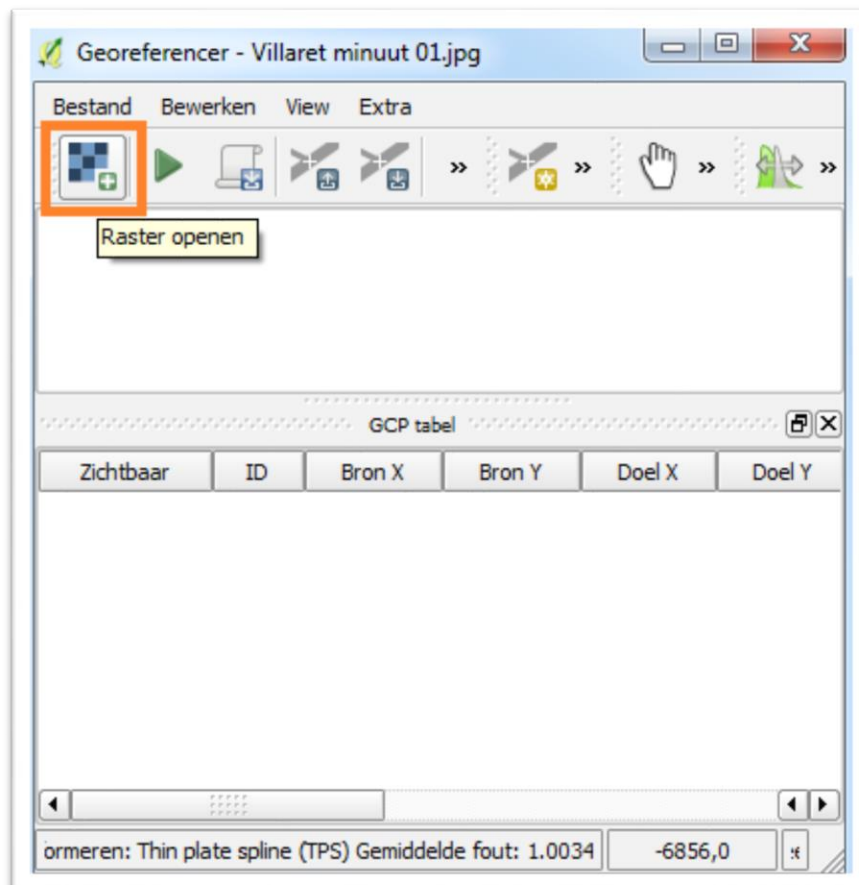 Georeferencer - Villaret minuut 01.jpg
Bestand Bewerken View Extra
Raster openen
GCP tabel
Zichtbaar ID Bron X Bron Y Doel X Doel Y
ormeren: Thin plate spline (TPS) Gemiddelde fout: 1.0034 -6856,0